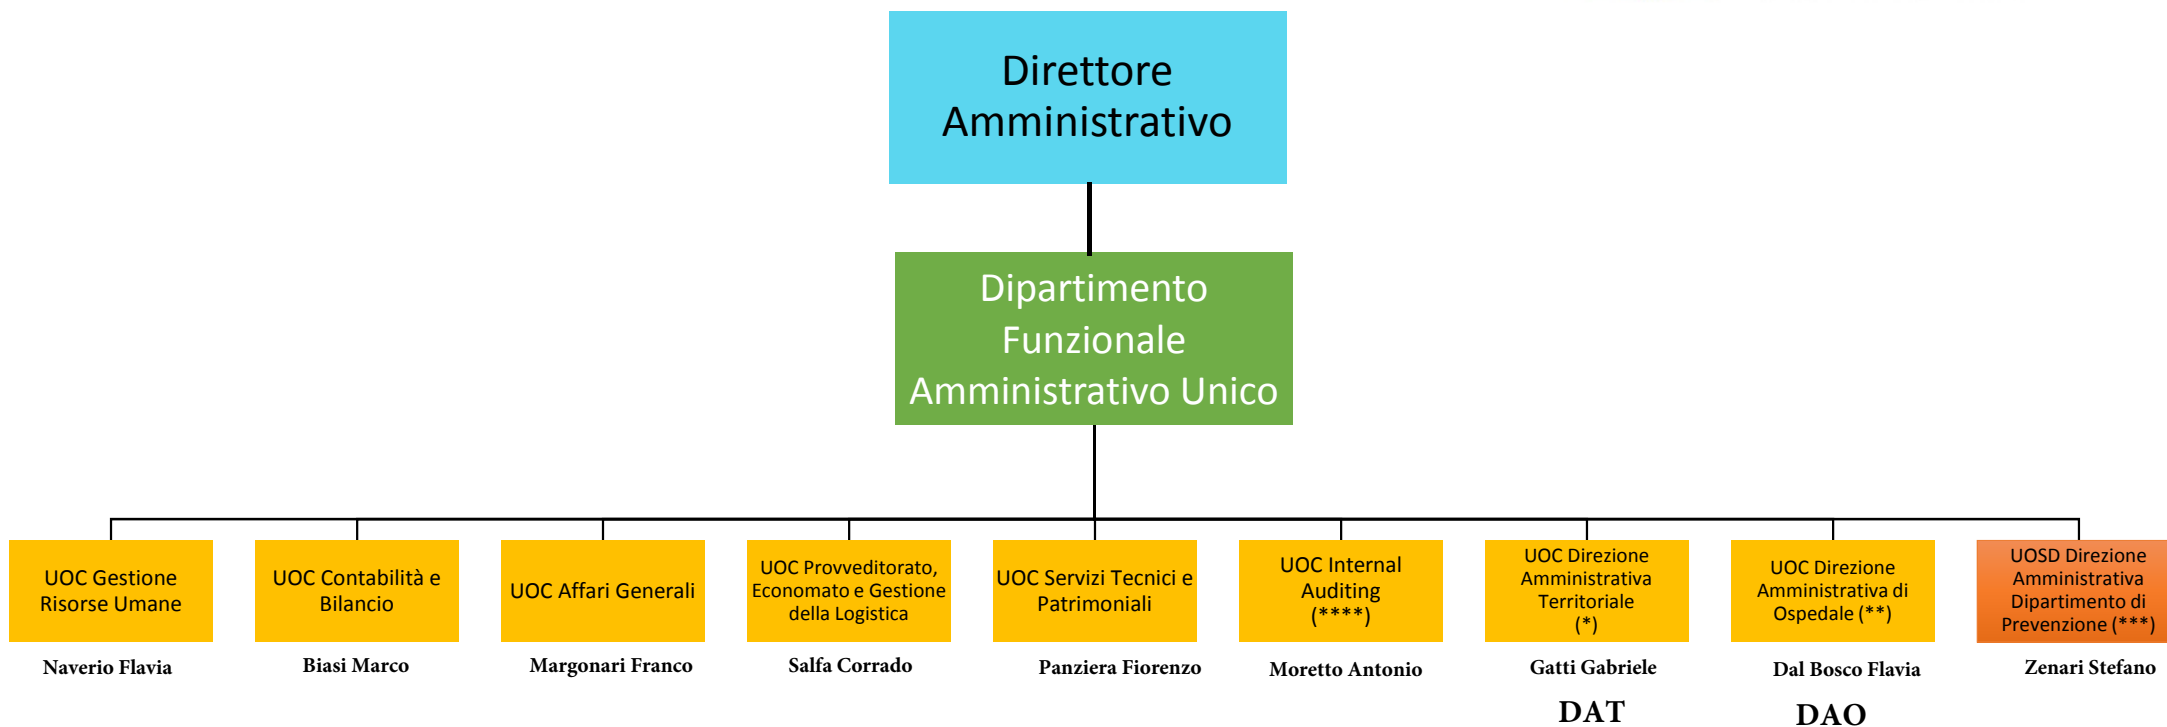 Direttore
Amministrativo
Dipartimento
Funzionale
Amministrativo Unico
UOC Gestione
Risorse Umane
UOC Contabilità e
Bilancio
UOC Affari Generali
UOC Provveditorato,
Economato e Gestione
della Logistica
UOC Servizi Tecnici e
Patrimoniali
UOC Internal
Auditing
(****)
UOC Direzione
Amministrativa
Territoriale
(*)
UOC Direzione
Amministrativa di
Ospedale (**)
UOSD Direzione
Amministrativa
Dipartimento di
Prevenzione (***)
Naverio Flavia
Biasi Marco
Margonari Franco
Salfa Corrado
Panziera Fiorenzo
Moretto Antonio
Gatti Gabriele
Dal Bosco Flavia
Zenari Stefano
DAT
DAO